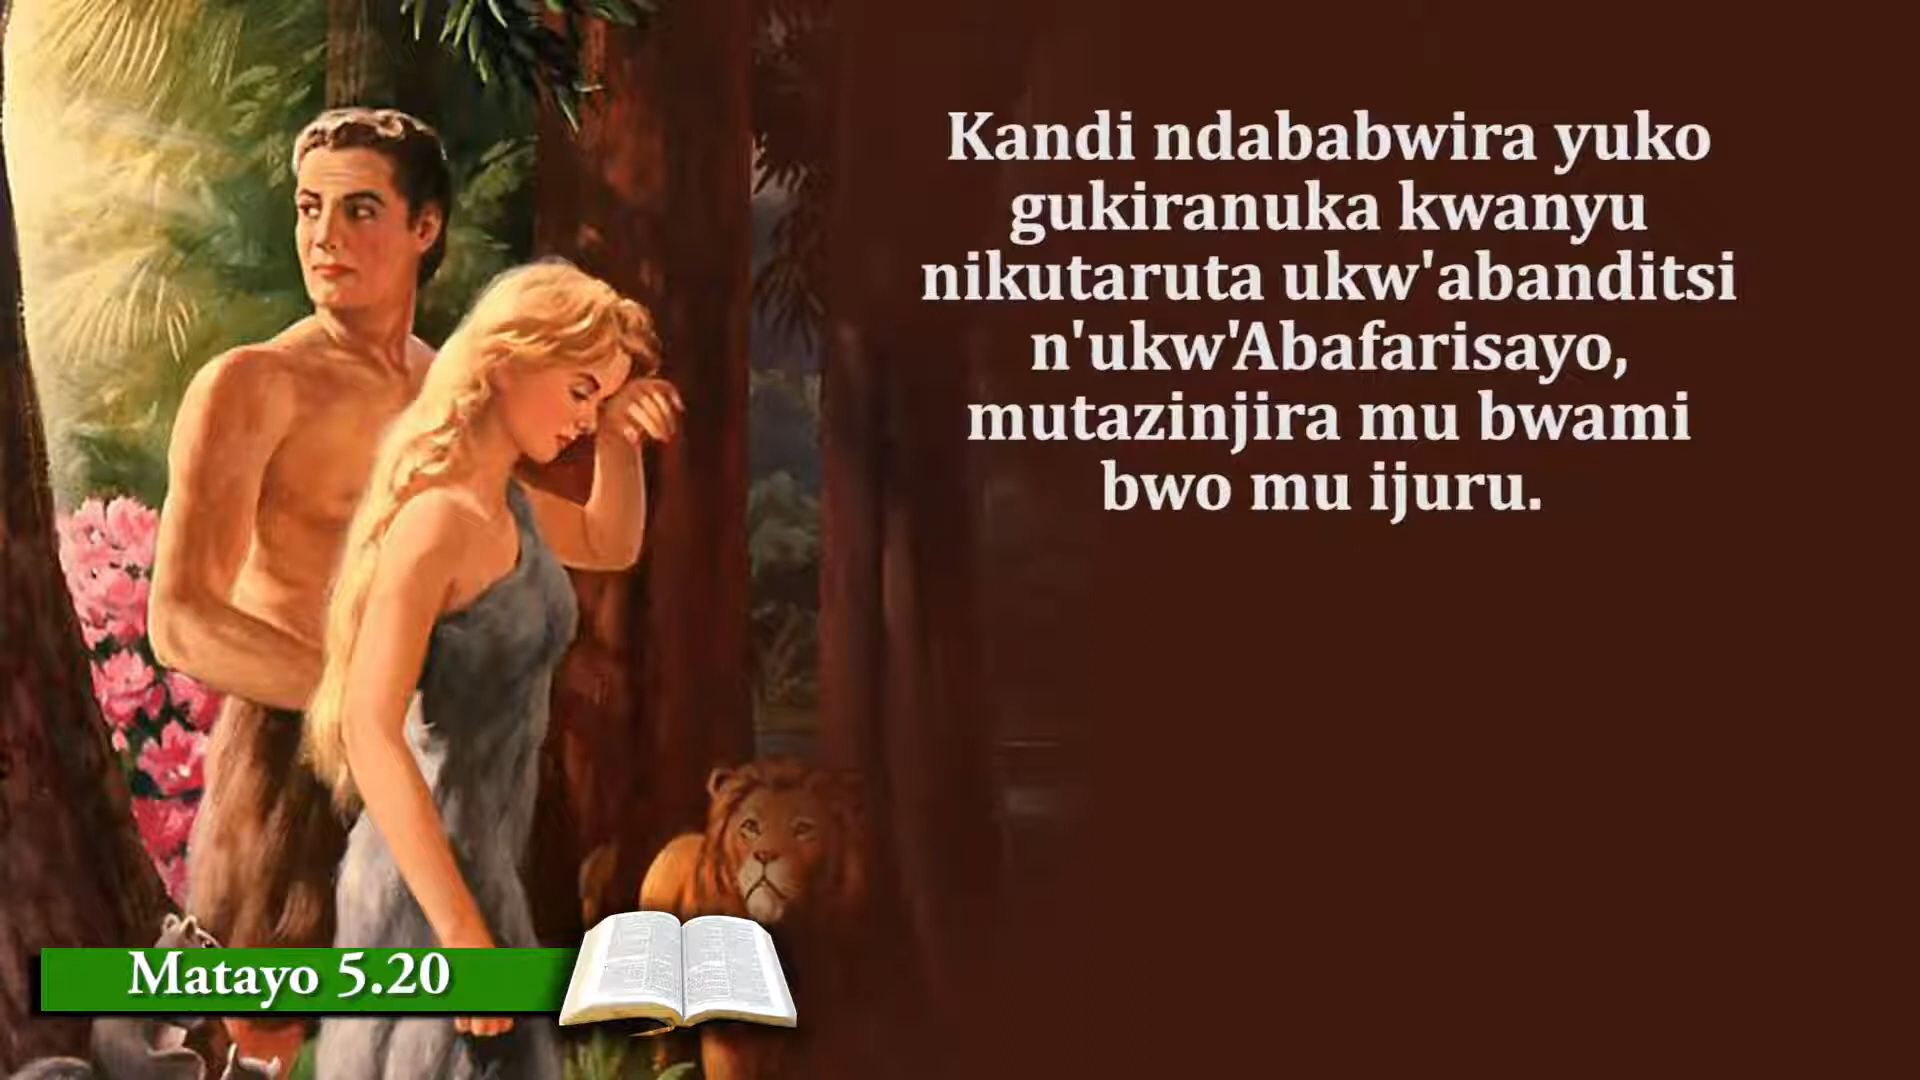 Kandi ndababwira yuko
gukiranuka kwanyu
nikutaruta ukw'abanditsi
n'ukw'Abafarisayo,
mutazinjira mu bwami
bwo mu ijuru.
Matayo 5.20